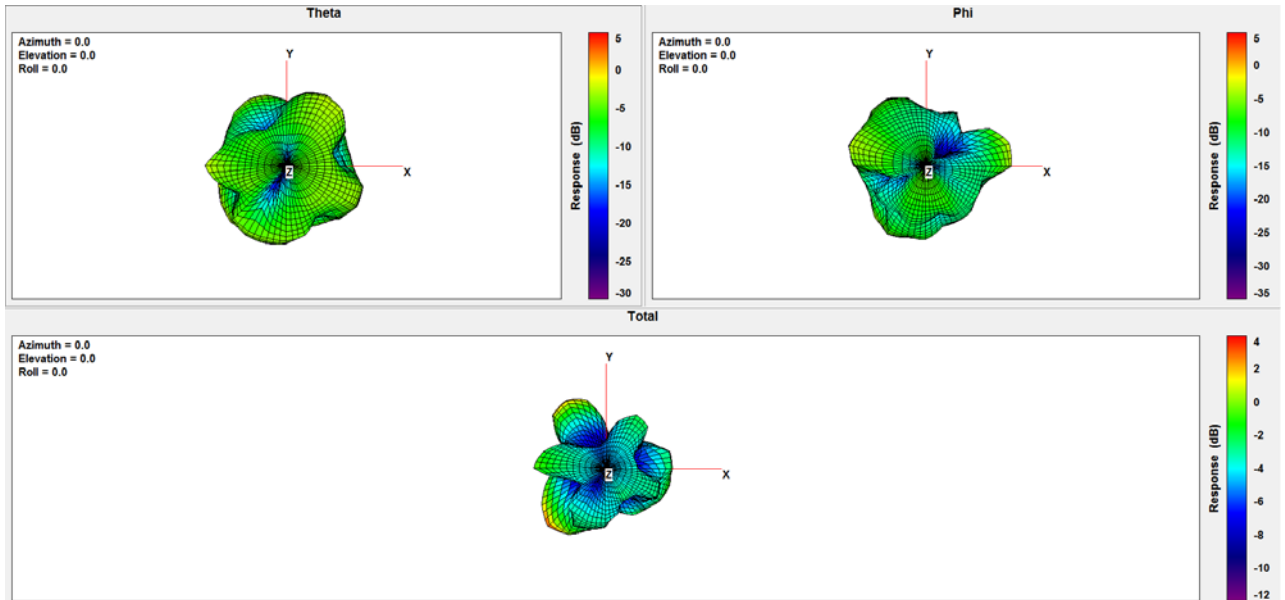 Theta
Azimuth = 0.0
Elevation = 0.0
Roll = 0.0
Y
X
Z
Response (dB)
5
0
-5
-10
-15
-20
-25
-30
Phi
Azimuth = 0.0
Elevation = 0.0
Roll = 0.0
Y
X
Z
Response (dB)
5
0
-5
-10
-15
-20
-25
-30
-35
Total
Azimuth = 0.0
Elevation = 0.0
Roll = 0.0
Y
X
Z
Response (dB)
4
2
0
-2
-4
-6
-8
-10
-12